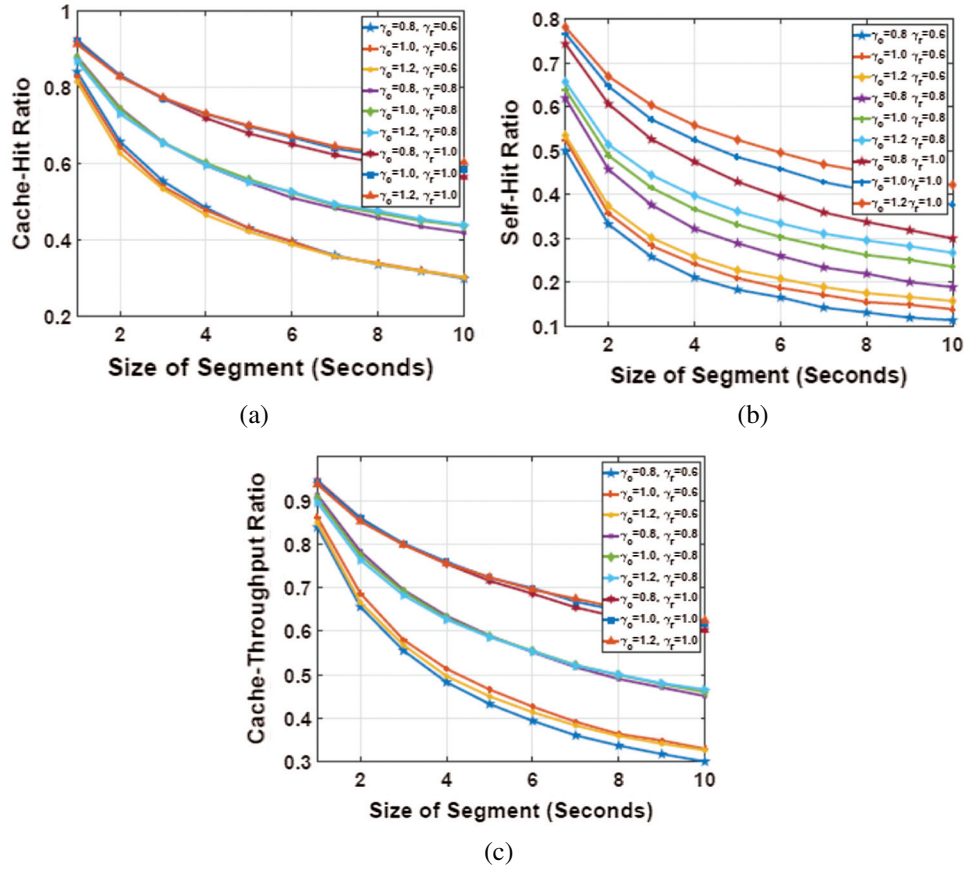 1
0.8
0.6
0.4
0.2
2
4
6
8
10
Cache-Hit Ratio
Size of Segment (Seconds)
γo=0.8, γr=0.6
γo=1.0, γr=0.6
γo=1.2, γr=0.6
γo=0.8, γr=0.8
γo=1.0, γr=0.8
γo=1.2, γr=0.8
γo=0.8, γr=1.0
γo=1.0, γr=1.0
γo=1.2, γr=1.0
(a)
0.8
0.7
0.6
0.5
0.4
0.3
0.2
0.1
2
4
6
8
10
Self-Hit Ratio
Size of Segment (Seconds)
γo=0.8 γr=0.6
γo=1.0 γr=0.6
γo=1.2 γr=0.6
γo=0.8 γr=0.8
γo=1.0 γr=0.8
γo=1.2 γr=0.8
γo=0.8 γr=1.0
γo=1.0 γr=1.0
γo=1.2 γr=1.0
(b)
0.9
0.8
0.7
0.6
0.5
0.4
0.3
2
4
6
8
10
Cache-Throughput Ratio
Size of Segment (Seconds)
γo=0.8, γr=0.6
γo=1.0, γr=0.6
γo=1.2, γr=0.6
γo=0.8, γr=0.8
γo=1.0, γr=0.8
γo=1.2, γr=0.8
γo=0.8, γr=1.0
γo=1.0, γr=1.0
γo=1.2, γr=1.0
(c)